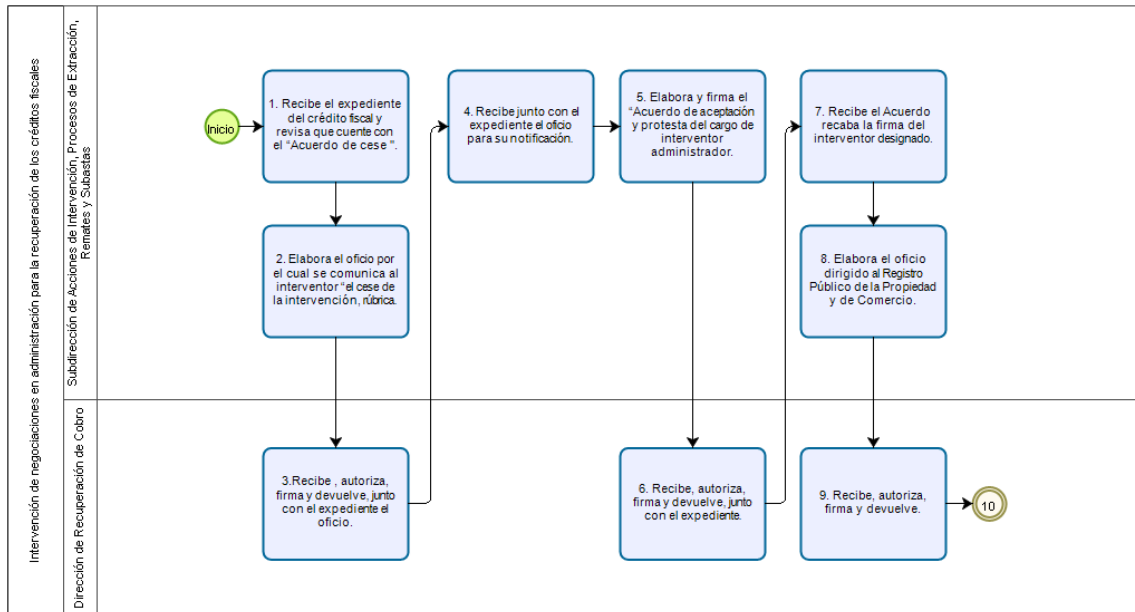 Intervención de negociaciones en administración para la recuperación de los créditos fiscales
Subdirección de Acciones de Intervención, Procesos de Extracción,
Remates y Subastas
Inicio
1. Recibe el expediente
del crédito fiscal y
revisa que cuente con
el “Acuerdo de cese ”.
2. Elabora el oficio por
el cual se comunica al
interventor “el cese de
la intervención, rúbrica.
4. Recibe junto con el
expediente el oficio
para su notificación.
5. Elabora y firma el
“Acuerdo de aceptación
y protesta del cargo de
interventor
administrador.
7. Recibe el Acuerdo
recaba la firma del
interventor designado.
8. Elabora el oficio
dirigido al Registro
Público de la Propiedad
y de Comercio.
Dirección de Recuperación de Cobro
3.Recibe , autoriza,
firma y devuelve, junto
con el expediente el
oficio.
6. Recibe, autoriza,
firma y devuelve, junto
con el expediente.
9. Recibe, autoriza,
firma y devuelve.
10